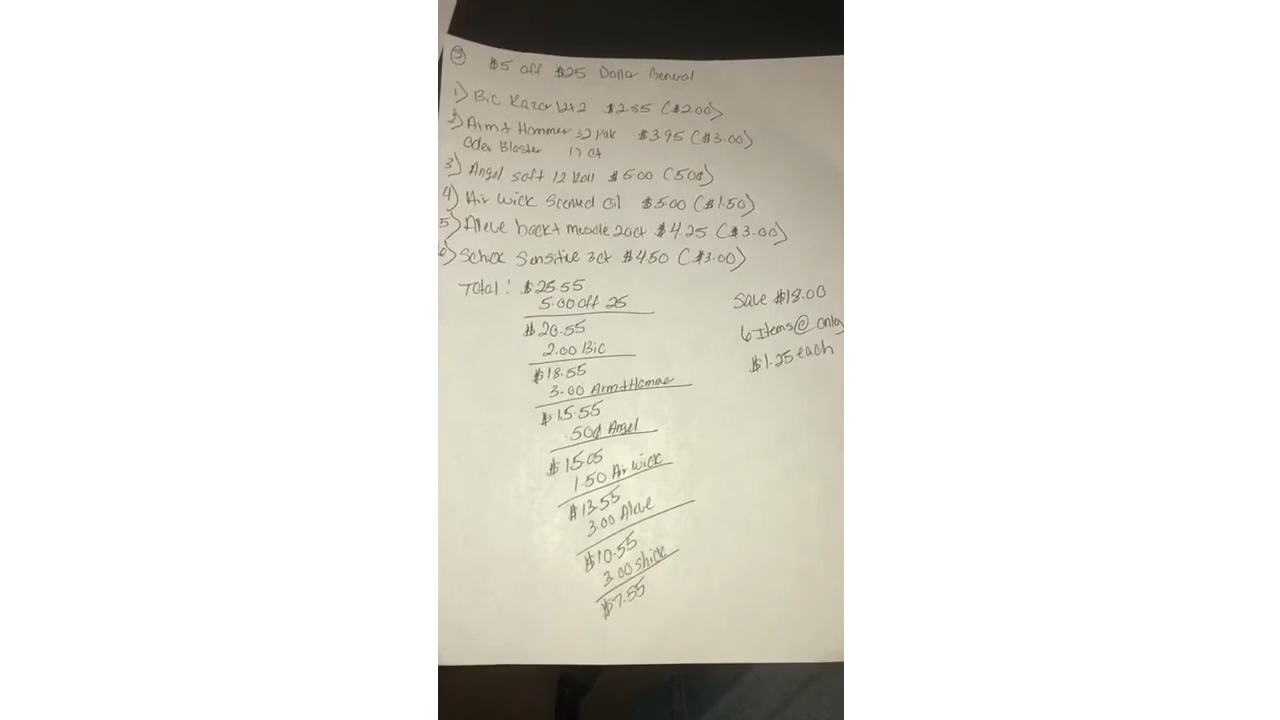 ③ $5 off $25 Dollar General
1) Bic Razor 12+2 $2.85 ($2.00)
2) Arm & Hammer 32 Pak $3.95 ($3.00)
Oder Blaster 17 ct
3) Angel soft 12 Roll $5.00 (50¢)
4) Air Wick Scented Oil $5.00 ($1.50)
5) Aleve back & muscle 20ct $4.25 ($3.00)
6) Schick Sensitive 3ct $4.50 ($3.00)
Total: $25.55
5.00 off 25
$20.55
2.00 Bic
$18.55
3.00 Arm & Hammer
$15.55
.50¢ Angel
$15.05
1.50 Air Wick
$13.55
3.00 Aleve
$10.55
3.00 Shick
$7.55
Save $18.00
6 Items @ only
$1.25 each